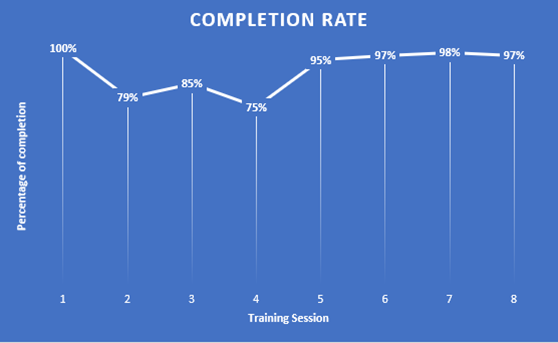 COMPLETION RATE
100%
79%
85%
75%
95%
97%
98%
97%
Percentage of completion
1 2 3 4 5 6 7 8
Training Session